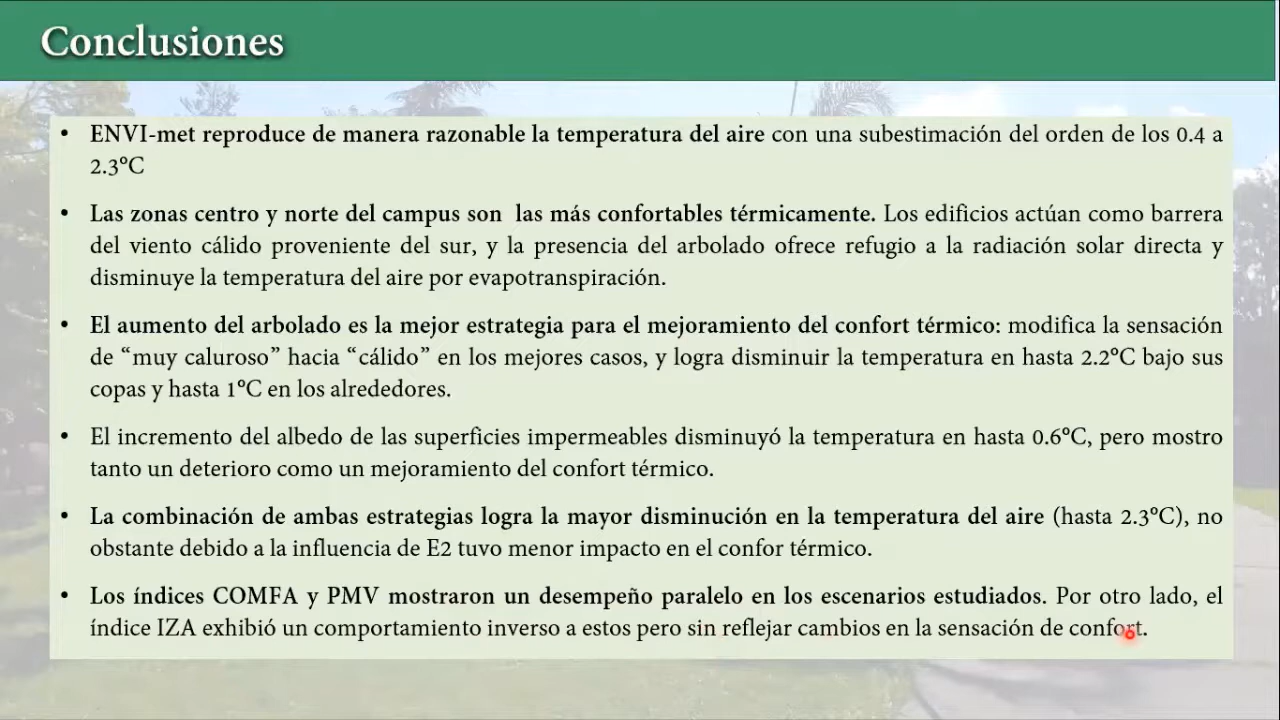 Conclusiones
• ENVI-met reproduce de manera razonable la temperatura del aire con una subestimación del orden de los 0.4 a
2.3°C
• Las zonas centro y norte del campus son las más confortables térmicamente. Los edificios actúan como barrera
del viento cálido proveniente del sur, y la presencia del arbolado ofrece refugio a la radiación solar directa y
disminuye la temperatura del aire por evapotranspiración.
• El aumento del arbolado es la mejor estrategia para el mejoramiento del confort térmico: modifica la sensación
de “muy caluroso” hacia “cálido” en los mejores casos, y logra disminuir la temperatura en hasta 2.2°C bajo sus
copas y hasta 1°C en los alrededores.
• El incremento del albedo de las superficies impermeables disminuyó la temperatura en hasta 0.6°C, pero mostro
tanto un deterioro como un mejoramiento del confort térmico.
• La combinación de ambas estrategias logra la mayor disminución en la temperatura del aire (hasta 2.3°C), no
obstante debido a la influencia de E2 tuvo menor impacto en el confor térmico.
• Los índices COMFA y PMV mostraron un desempeño paralelo en los escenarios estudiados. Por otro lado, el
índice IZA exhibió un comportamiento inverso a estos pero sin reflejar cambios en la sensación de confort.